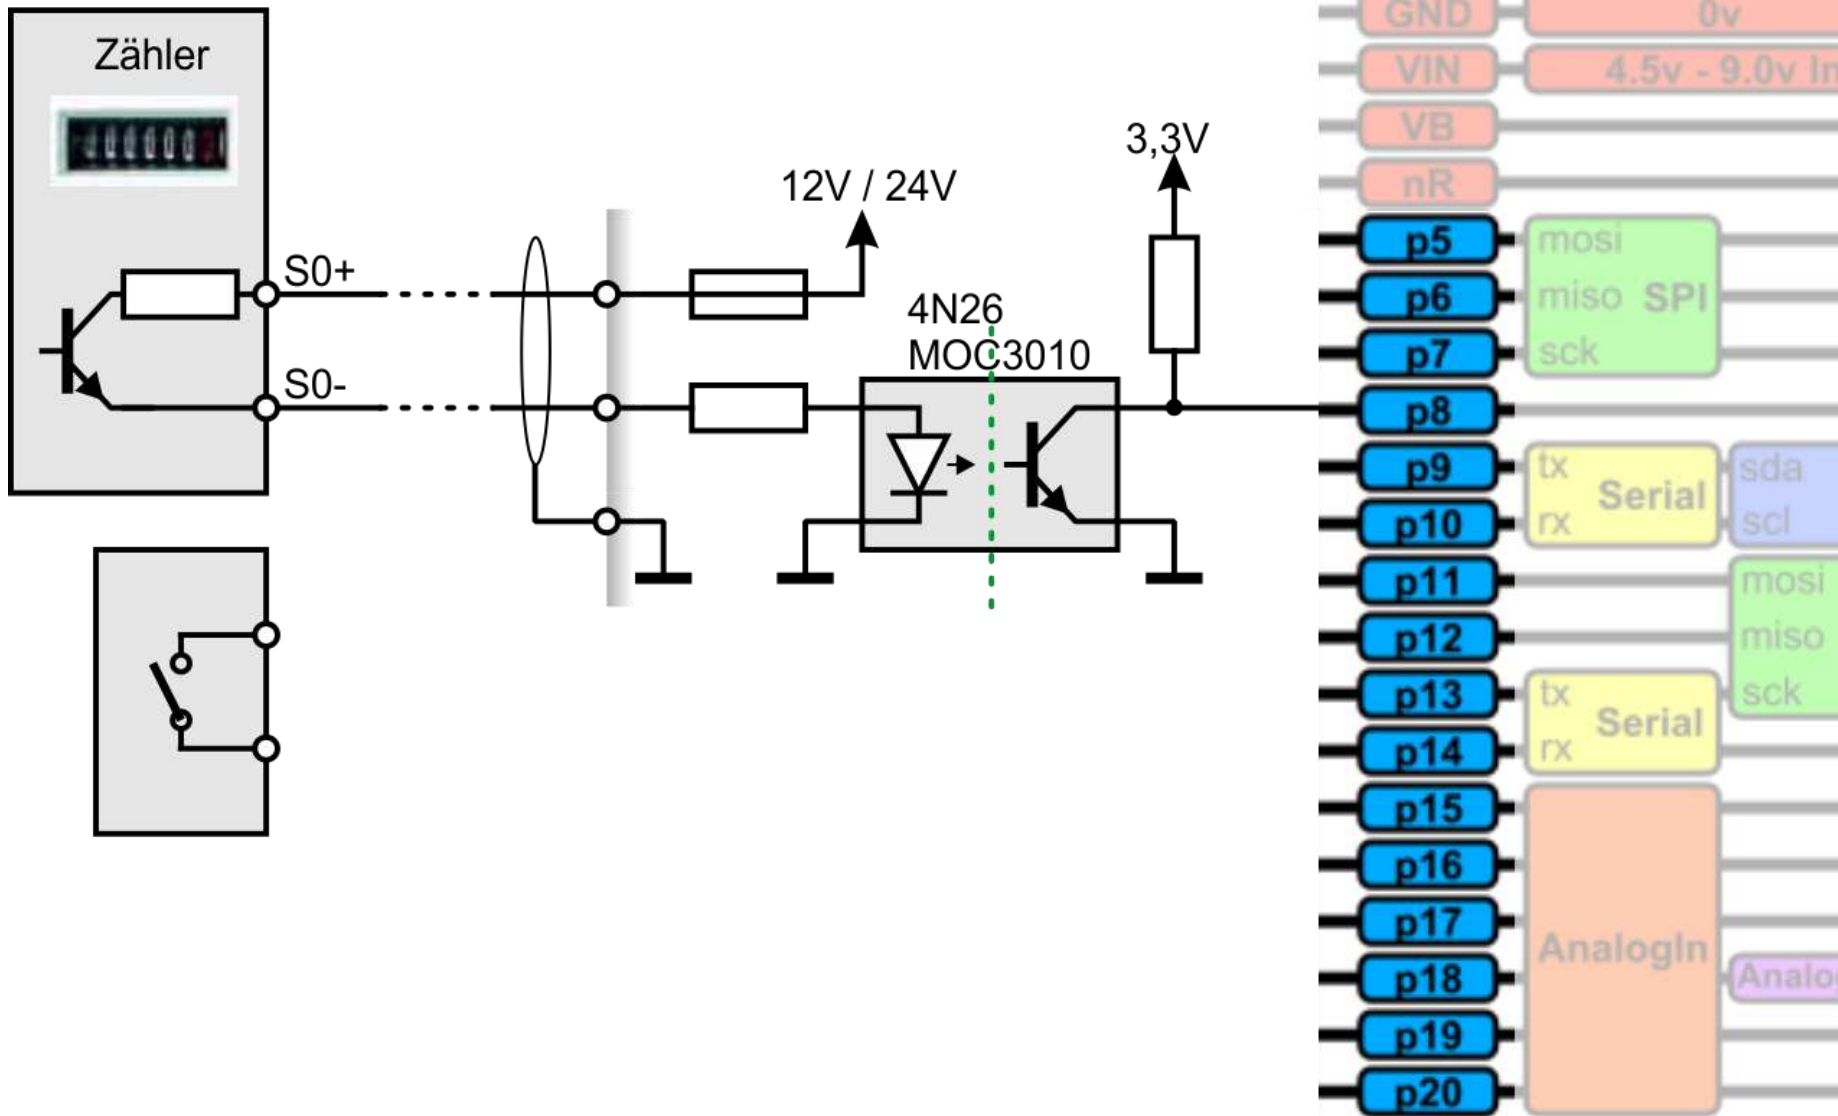 Zähler
S0+
S0-
12V / 24V
3,3V
4N26
MOC3010
GND 0v
VIN 4.5v - 9.0v In
VB
nR
p5 mosi
p6 miso SPI
p7 sck
p8
p9 tx Serial sda
p10 rx scl
p11 mosi
p12 miso
p13 tx Serial sck
p14 rx
p15
p16
p17 AnalogIn
p18 Analog
p19
p20